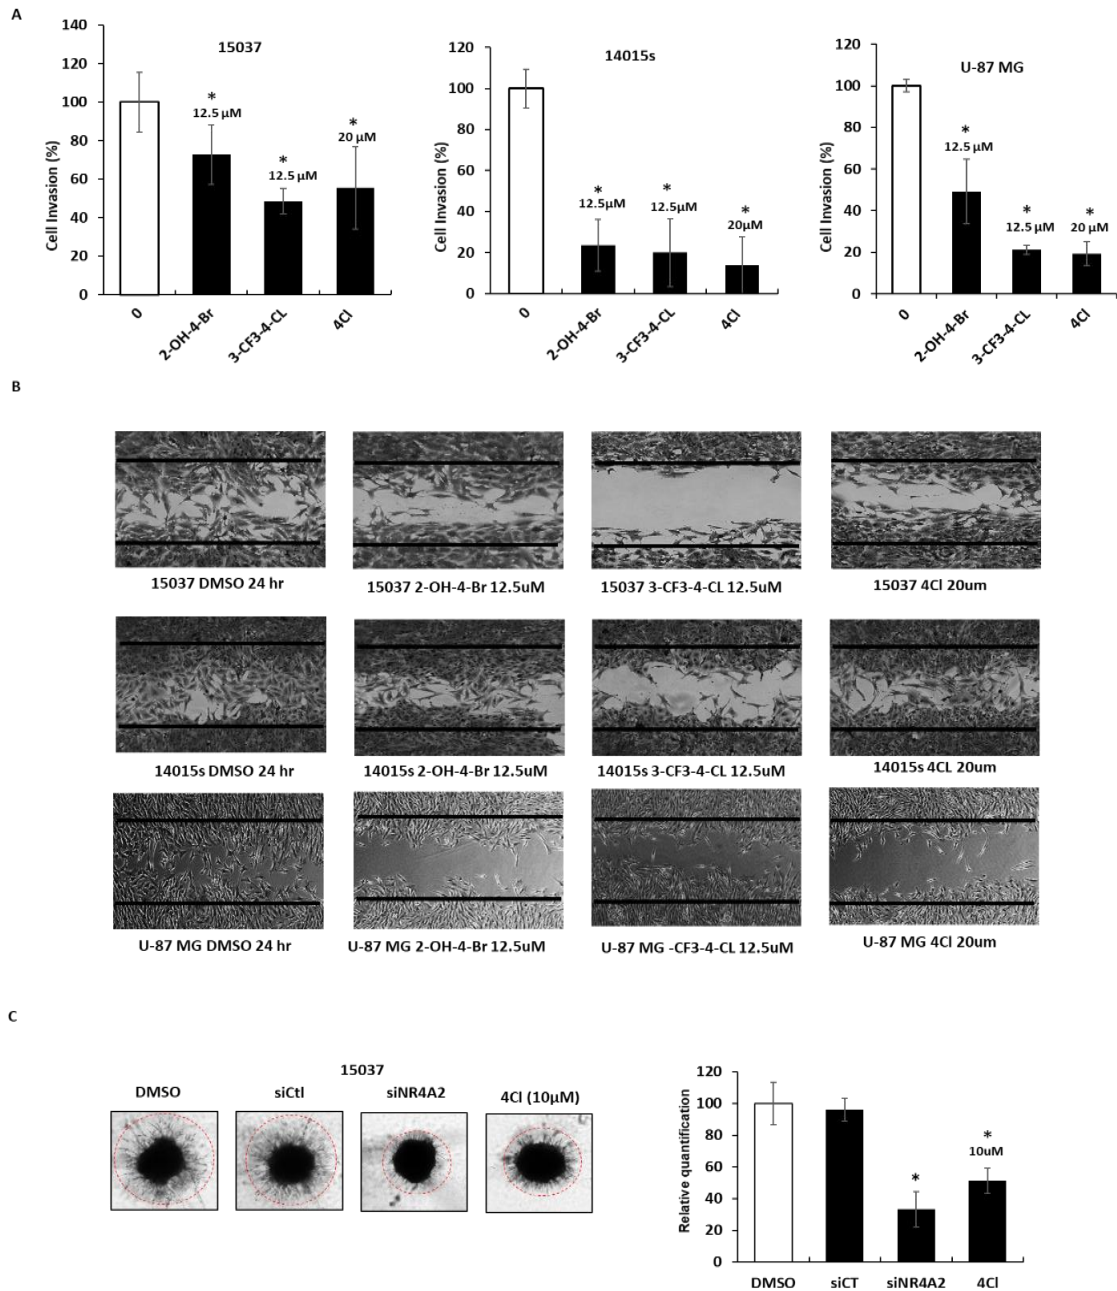 A
15037
Cell Invasion (%)
140
120
100
80
60
40
20
0
*
12.5 µM
*
12.5 µM
*
20 µM
0
2-OH-4-Br
3-CF3-4-CL
4Cl
14015s
Cell Invasion (%)
120
100
80
60
40
20
0
*
12.5µM
*
12.5µM
*
20µM
0
2-OH-4-Br
3-CF3-4-CL
4Cl
U-87 MG
Cell Invasion (%)
120
100
80
60
40
20
0
*
12.5 µM
*
12.5 µM
*
20 µM
0
2-OH-4-Br
3-CF3-4-CL
4Cl
B
15037 DMSO 24 hr
15037 2-OH-4-Br 12.5uM
15037 3-CF3-4-CL 12.5uM
15037 4Cl 20um
14015s DMSO 24 hr
14015s 2-OH-4-Br 12.5uM
14015s 3-CF3-4-CL 12.5uM
14015s 4CL 20um
U-87 MG DMSO 24 hr
U-87 MG 2-OH-4-Br 12.5uM
U-87 MG -CF3-4-CL 12.5uM
U-87 MG 4Cl 20um
C
15037
DMSO
siCtl
siNR4A2
4Cl (10µM)
Relative quantification
120
100
80
60
40
20
0
*
*
10uM
DMSO
siCT
siNR4A2
4Cl